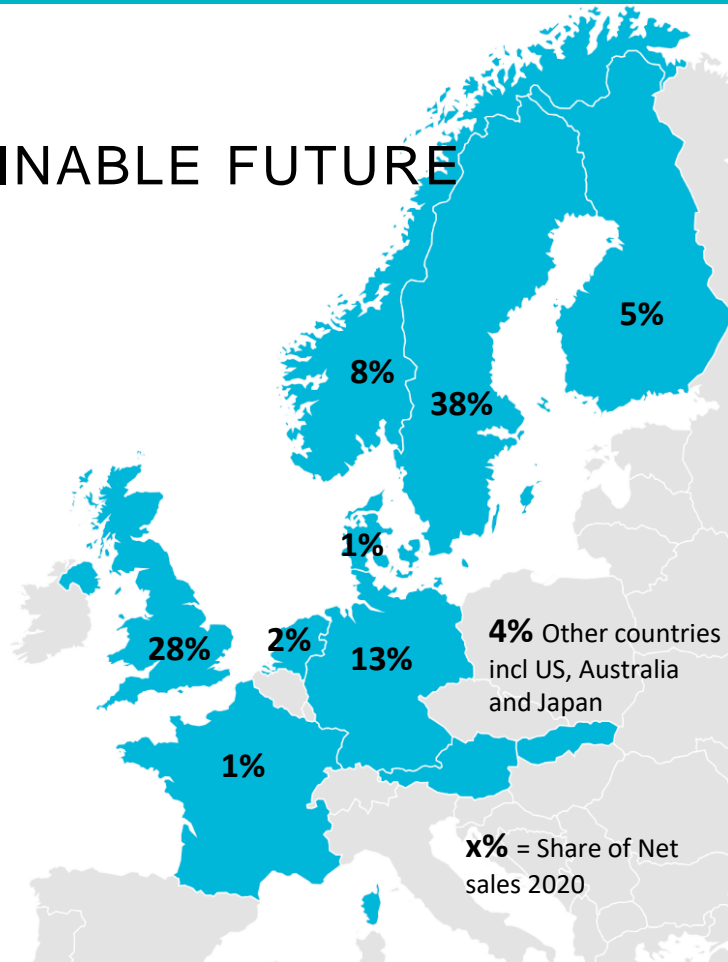 INABLE FUTURE
5%
8%
38%
1%
28%
2%
13%
4% Other countries
incl US, Australia
and Japan
1%
x% = Share of Net
sales 2020